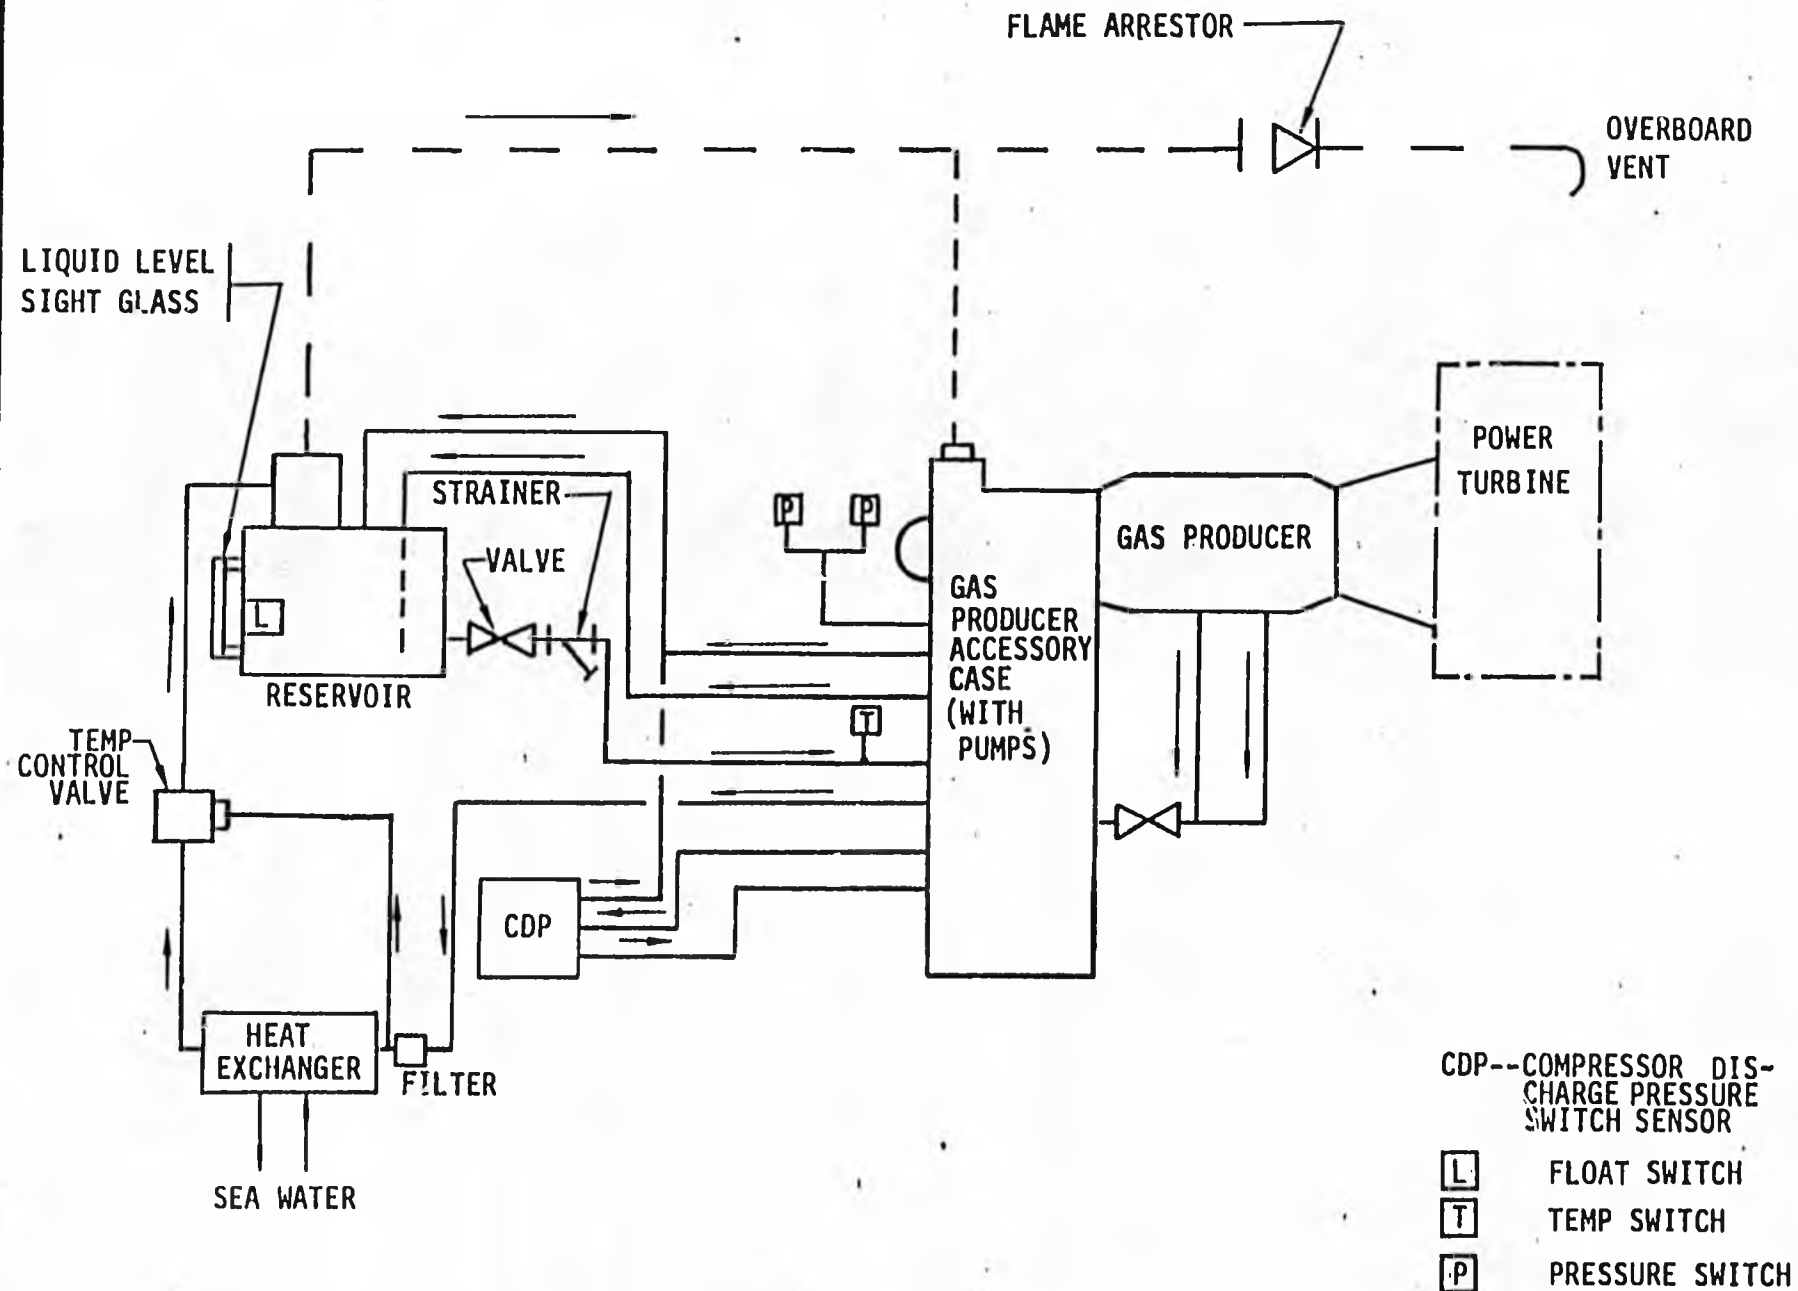 FLAME ARRESTOR
OVERBOARD
VENT
LIQUID LEVEL
SIGHT GLASS
POWER
TURBINE
STRAINER
P
P
VALVE
GAS PRODUCER
L
GAS
PRODUCER
ACCESSORY
CASE
(WITH
PUMPS)
RESERVOIR
T
TEMP
CONTROL
VALVE
CDP
HEAT
EXCHANGER
FILTER
SEA WATER
CDP--COMPRESSOR DIS-
CHARGE PRESSURE
SWITCH SENSOR
L FLOAT SWITCH
T TEMP SWITCH
P PRESSURE SWITCH